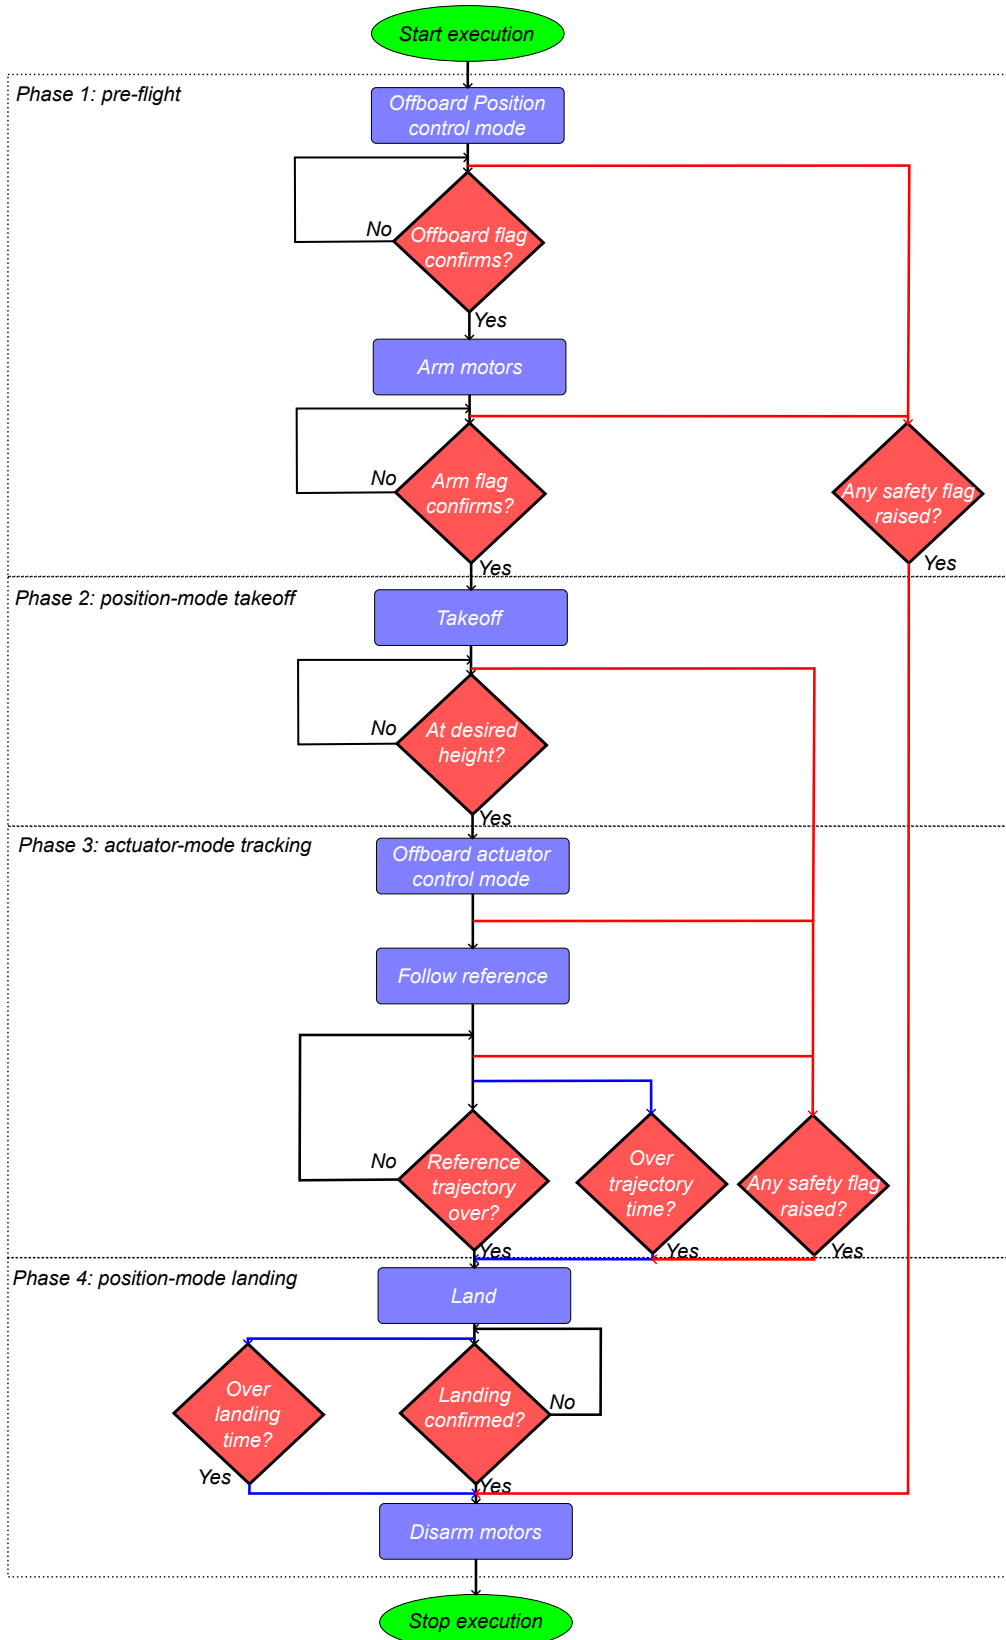 Start execution
Phase 1: pre-flight
Offboard Position
control mode
No
Offboard flag
confirms?
Yes
Arm motors
No
Arm flag
confirms?
Any safety flag
raised?
Yes
Yes
Phase 2: position-mode takeoff
Takeoff
No
At desired
height?
Yes
Phase 3: actuator-mode tracking
Offboard actuator
control mode
Follow reference
No
Reference
trajectory
over?
Over
trajectory
time?
Any safety flag
raised?
Yes
Yes
Yes
Phase 4: position-mode landing
Land
Over
landing
time?
Landing
confirmed?
No
Yes
Yes
Disarm motors
Stop execution